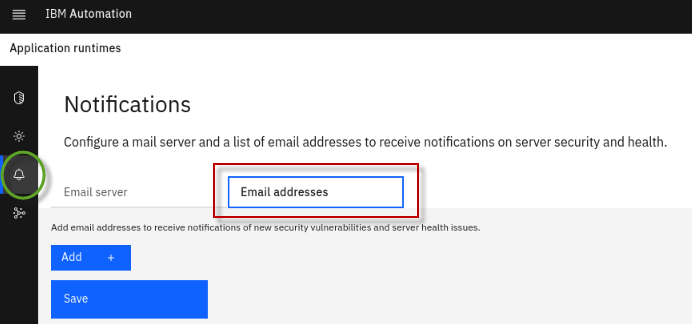 IBM Automation
Application runtimes
Notifications
Configure a mail server and a list of email addresses to receive notifications on server security and health.
Email server
Email addresses
Add email addresses to receive notifications of new security vulnerabilities and server health issues.
Add +
Save